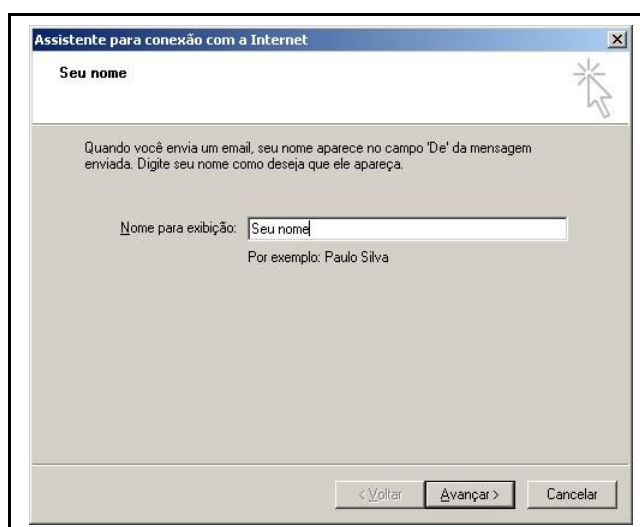 Assistente para conexão com a Internet
Seu nome
Quando você envia um email, seu nome aparece no campo 'De' da mensagem
enviada. Digite seu nome como deseja que ele apareça.
Nome para exibição: Seu nome
Por exemplo: Paulo Silva
< Voltar Avançar > Cancelar